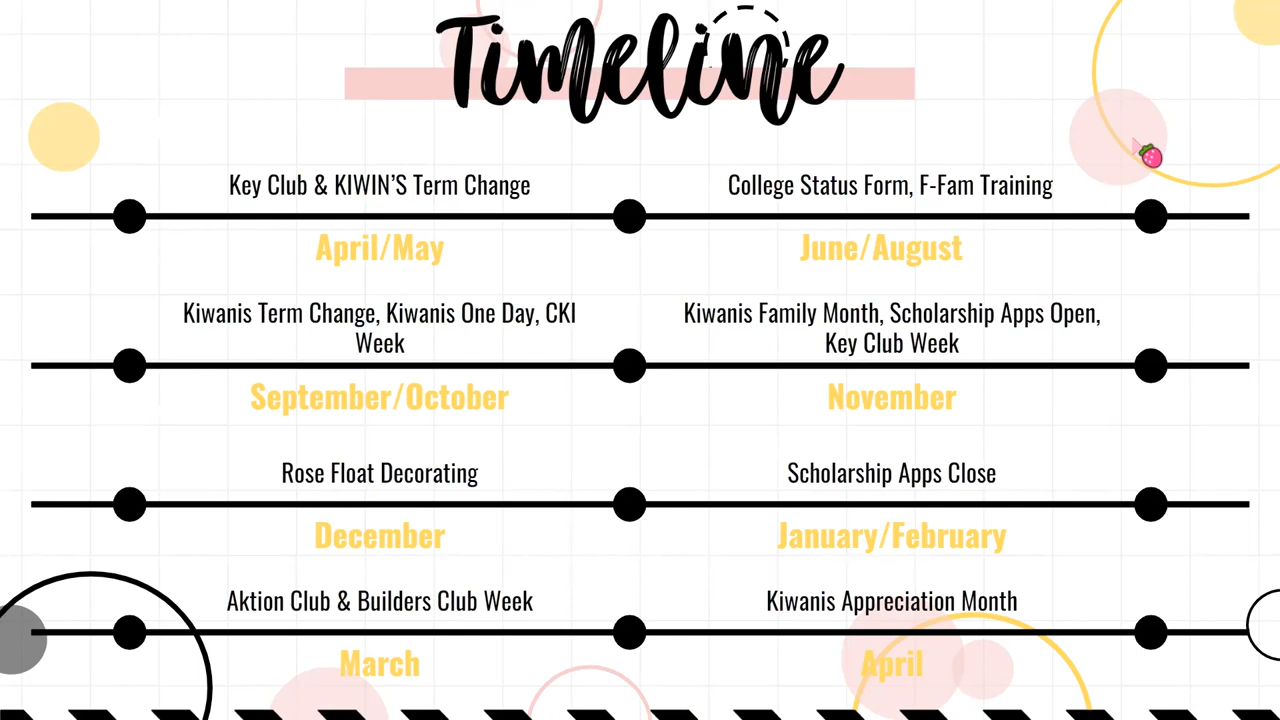 Timeline
Key Club & KIWIN'S Term Change
College Status Form, F-Fam Training
April/May
June/August
Kiwanis Term Change, Kiwanis One Day, CKI
Week
Kiwanis Family Month, Scholarship Apps Open,
Key Club Week
September/October
November
Rose Float Decorating
Scholarship Apps Close
December
January/February
Aktion Club & Builders Club Week
Kiwanis Appreciation Month
March
April